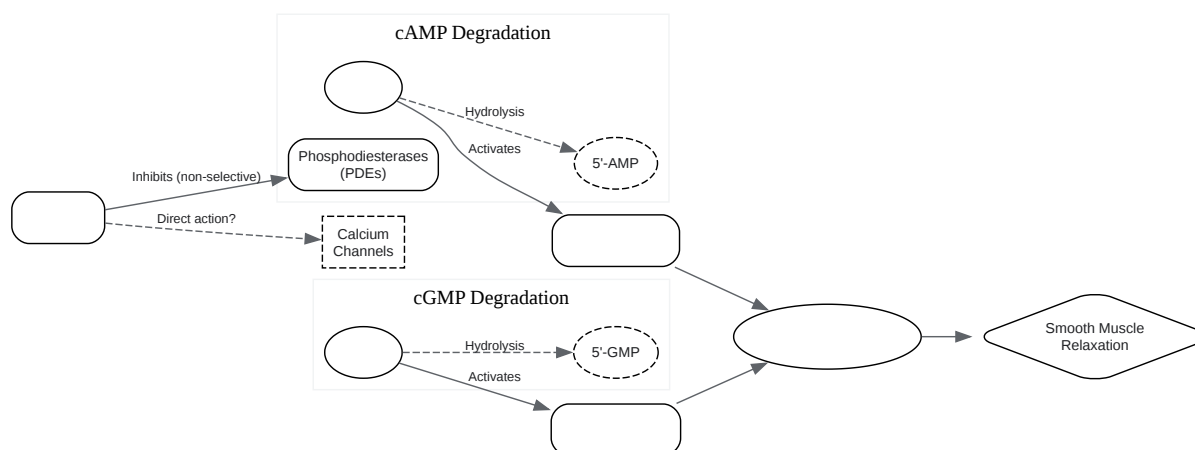 cAMP Degradation
Hydrolysis
Activates
Phosphodiesterases
(PDEs)
5'-AMP
Inhibits (non-selective)
Direct action?
Calcium
Channels
cGMP Degradation
Hydrolysis
5'-GMP
Activates
Smooth Muscle
Relaxation